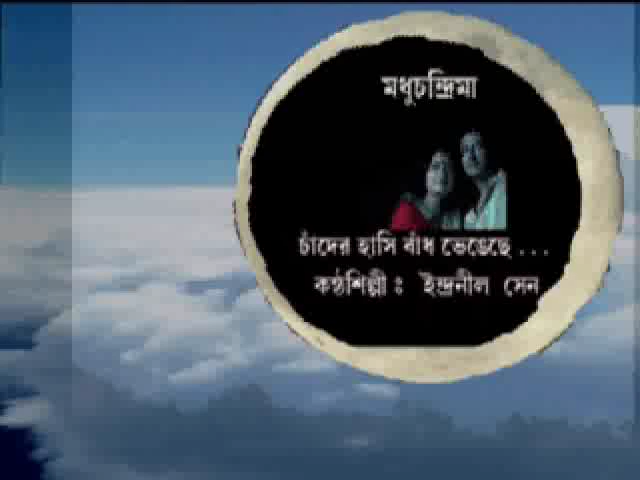 মধুচন্দ্রিমা
চাঁদের হাসি বাঁধ ভেঙেছে ...
কণ্ঠশিল্পী : ইন্দ্রনীল সেন